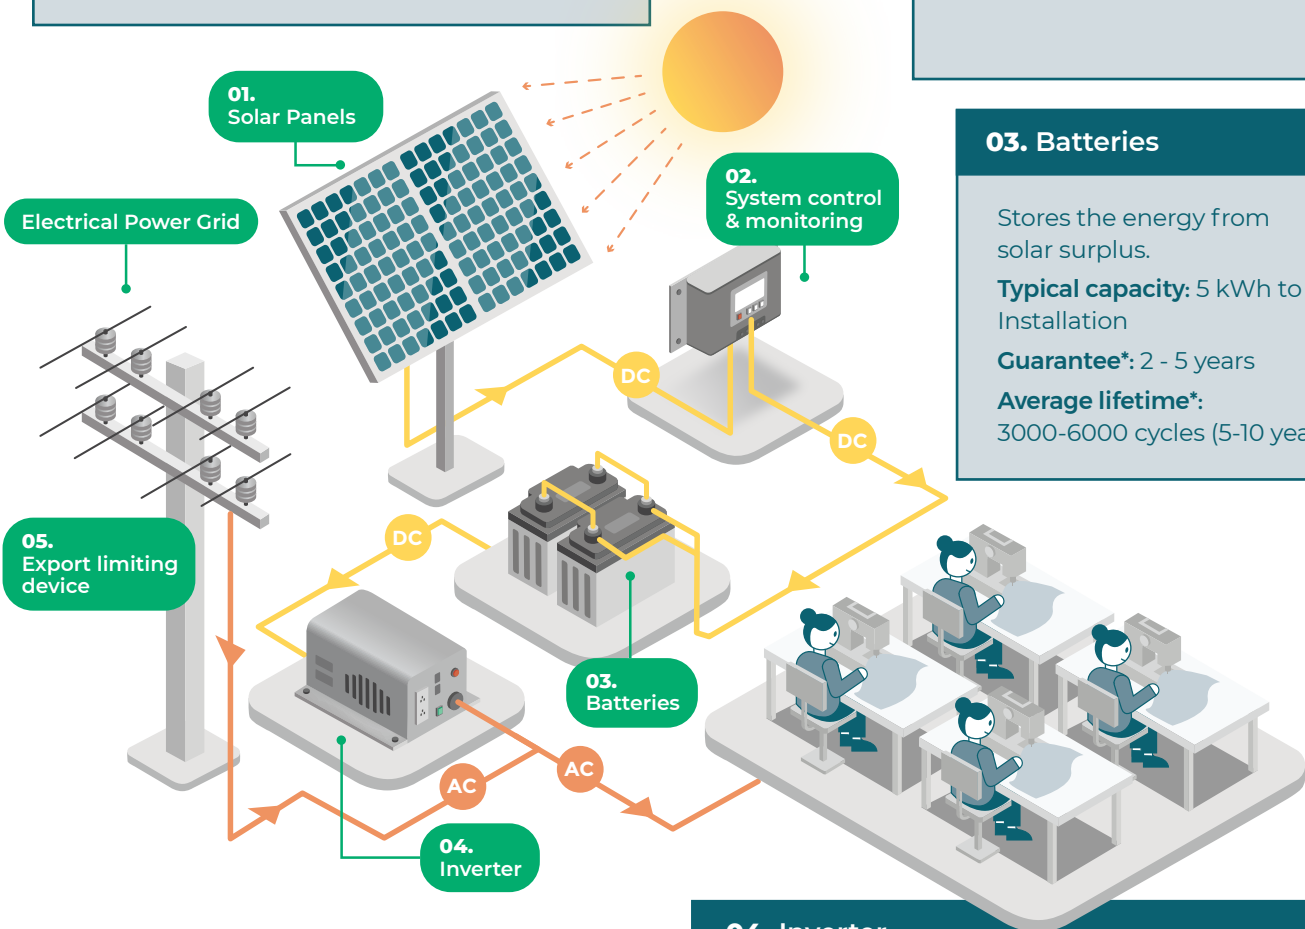 01.
Solar Panels
Electrical Power Grid
02.
System control
& monitoring
03. Batteries
Stores the energy from
solar surplus.
Typical capacity: 5 kWh to
Installation
Guarantee*: 2 - 5 years
Average lifetime*:
3000-6000 cycles (5-10
DC
DC
DC
05.
Export limiting
device
03.
Batteries
AC
AC
04.
Inverter
04. Inverter